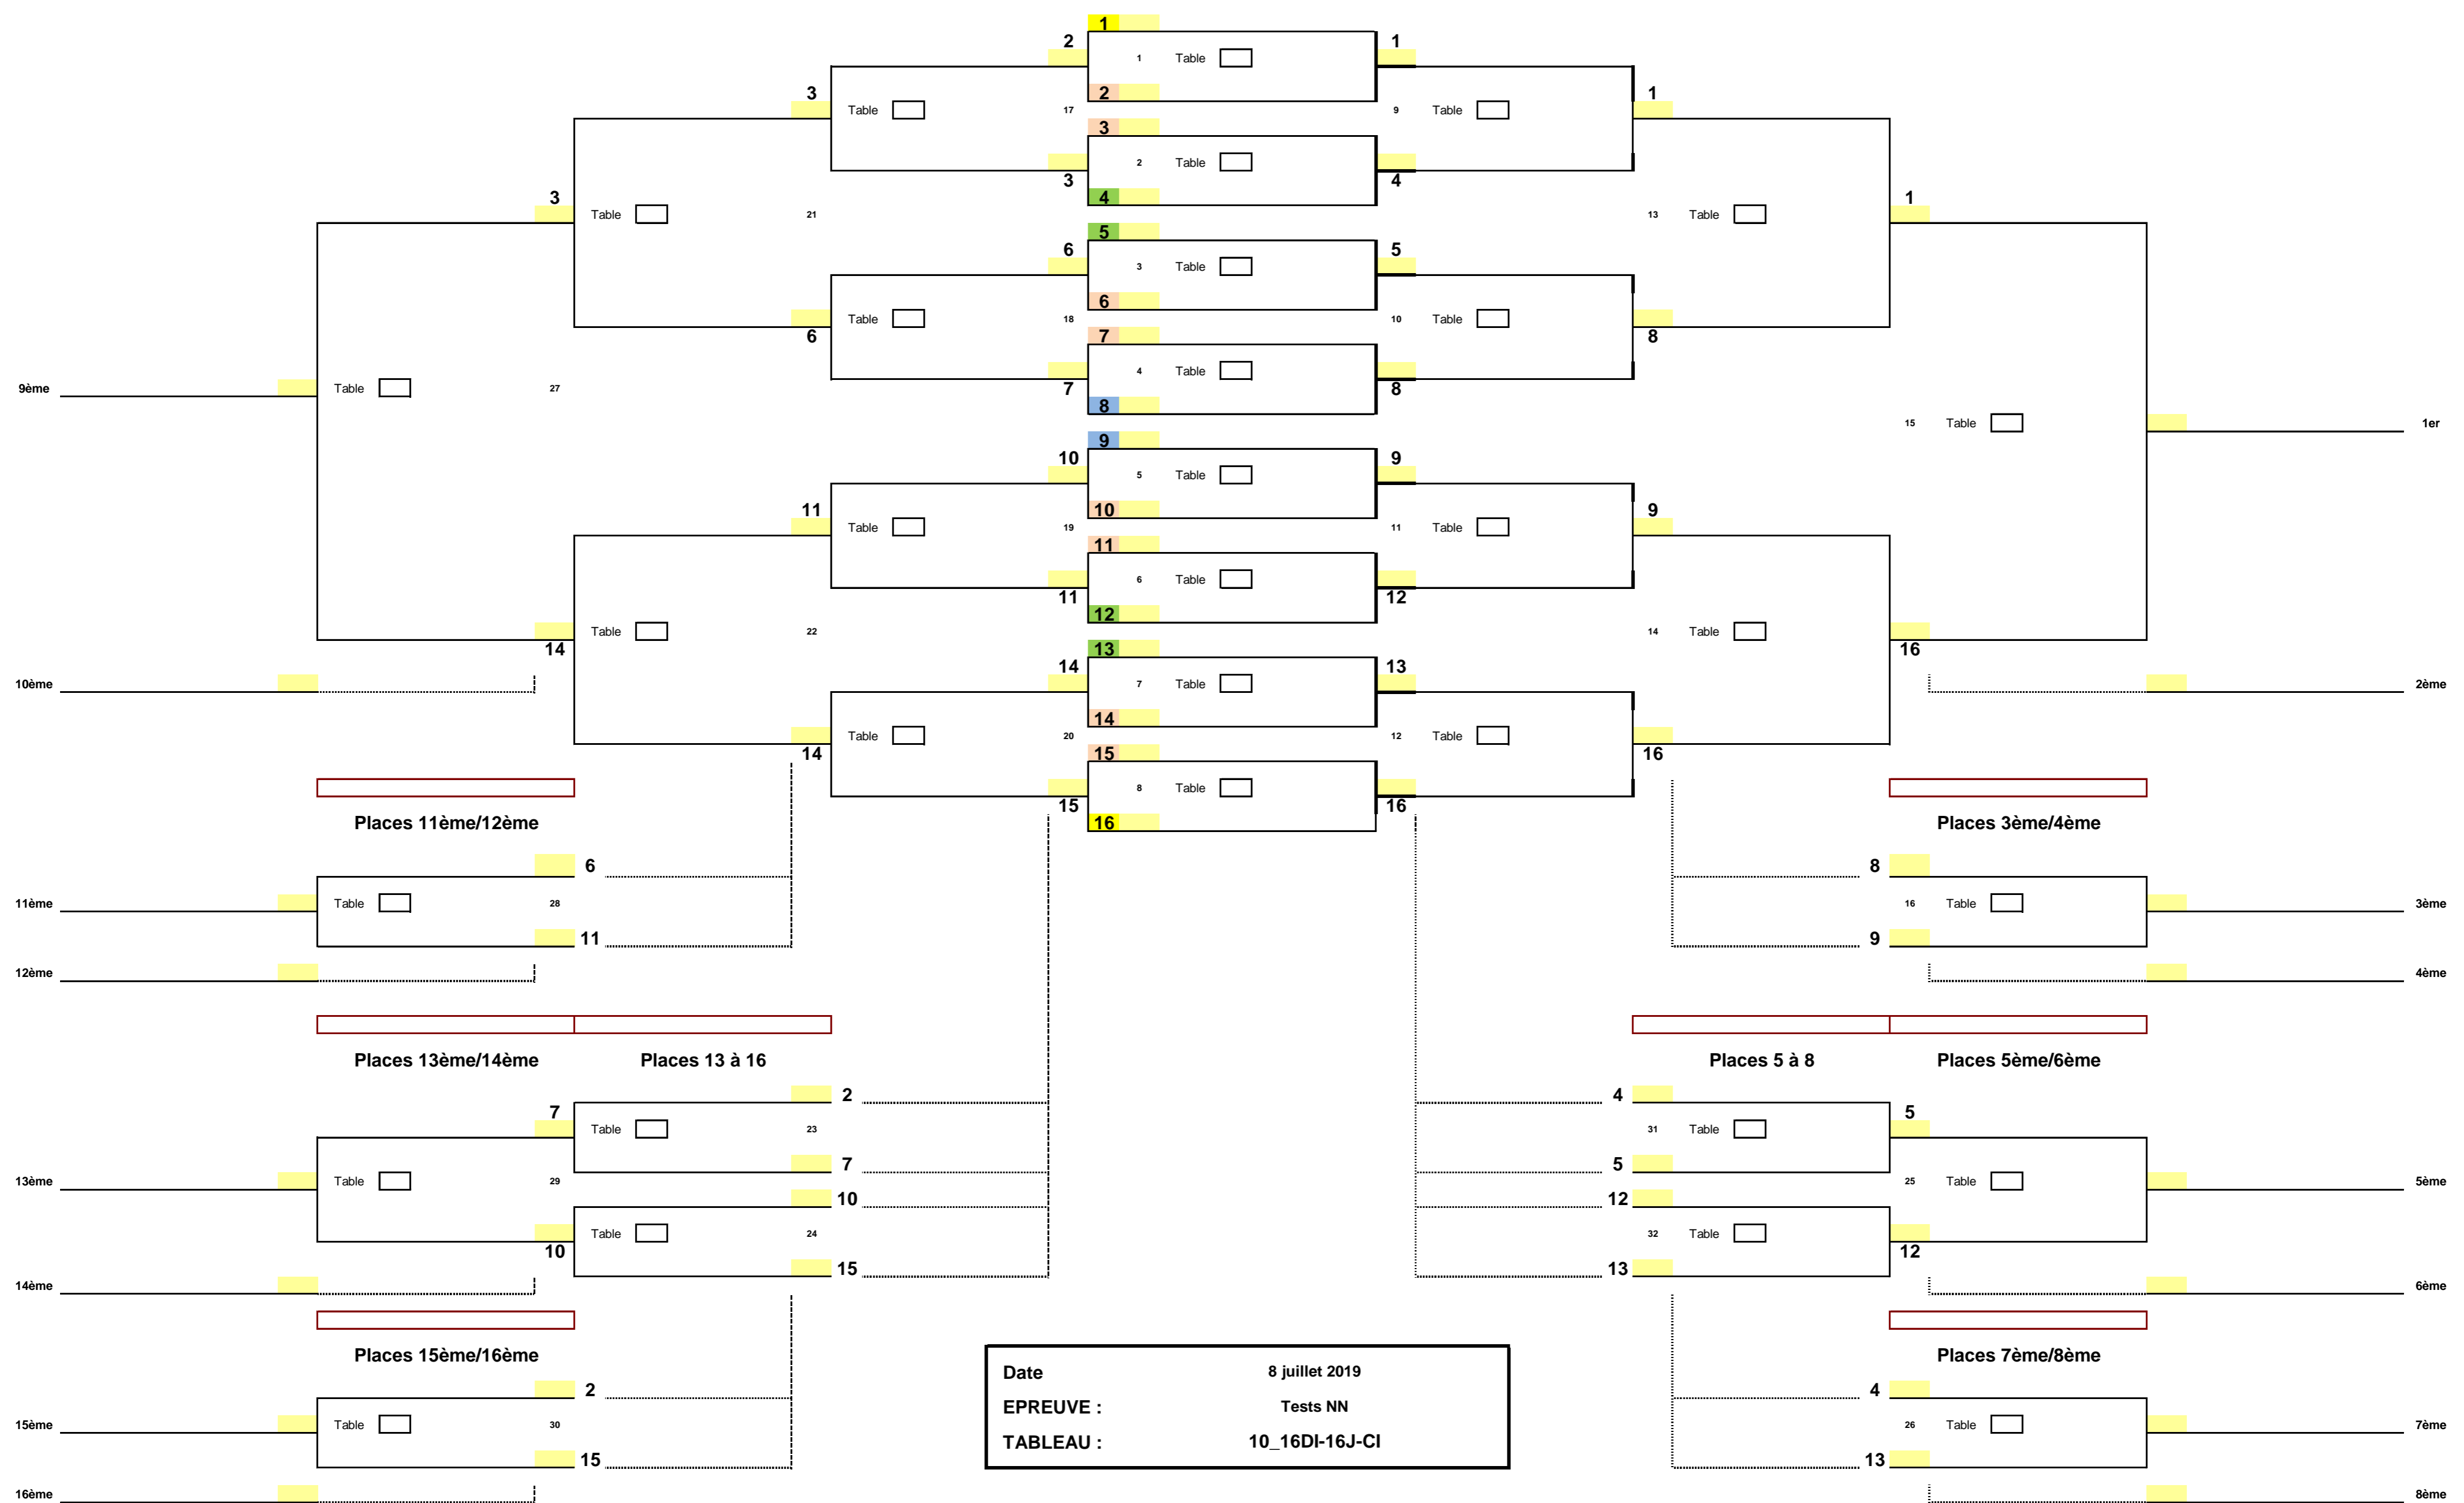 1
2 1
1 Table
3 2 1
Table 17 9 Table
3
2 Table
3 4
3 4 1
Table 21 13 Table
5
6 5
3 Table
6
Table 18 10 Table
6 7 8
4 Table
9ème Table 27 7 8
8
15 Table 1er
9
10 9
5 Table
11 10 9
Table 19 11 Table
11
6 Table
11 12
12
Table 22 14 Table
14 13 16
14 13
10ème 7 Table 2ème
14
Table 20 12 Table
14 15 16
8 Table
15 16
Places 11ème/12ème 16 Places 3ème/4ème
6 8
11ème Table 28 16 Table 3ème
11 9
12ème 4ème
Places 13ème/14ème Places 13 à 16 Places 5 à 8 Places 5ème/6ème
2 4
7 5
Table 23 31 Table
7 5
13ème Table 29 25 Table 5ème
10 12
Table 24 32 Table
10 12
15 13
14ème 6ème
Places 15ème/16ème Places 7ème/8ème
Date 8 juillet 2019
2 4
EPREUVE : Tests NN
15ème Table 30 26 Table 7ème
TABLEAU : 10_16DI-16J-CI
15 13
16ème 8ème